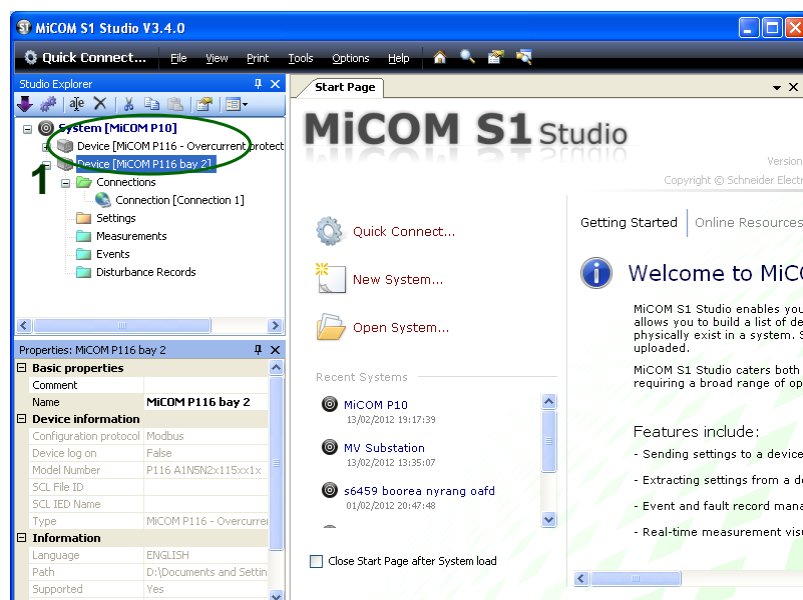 MiCOM S1 Studio V3.4.0
Quick Connect... File View Print Tools Options Help
Studio Explorer
System [MiCOM P10]
Device [MiCOM P116 - Overcurrent protect
Device [MiCOM P116 bay 2]
1
Connections
Connection [Connection 1]
Settings
Measurements
Events
Disturbance Records
Properties: MiCOM P116 bay 2
Basic properties
Comment
Name MiCOM P116 bay 2
Device information
Configuration protocol Modbus
Device log on False
Model Number P116 A1N5N2x115xx1x
SCL File ID
SCL IED Name
Type MiCOM P116 - Overcurre
Information
Language ENGLISH
Path D:\Documents and Settin
Supported Yes
Start Page
MiCOM S1 Studio
Version
Copyright © Schneider Electr
Quick Connect...
New System...
Open System...
Recent Systems
MiCOM P10
13/02/2012 19:17:39
MV Substation
13/02/2012 13:35:07
s6459 boorea nyrang oafd
01/02/2012 20:47:48
Close Start Page after System load
Getting Started Online Resources
Welcome to MiCO
MiCOM S1 Studio enables you
allows you to build a list of de
physically exist in a system. S
uploaded.
MiCOM S1 Studio caters both
requiring a broad range of op
Features include:
- Sending settings to a device
- Extracting settings from a de
- Event and fault record mana
- Real-time measurement visu